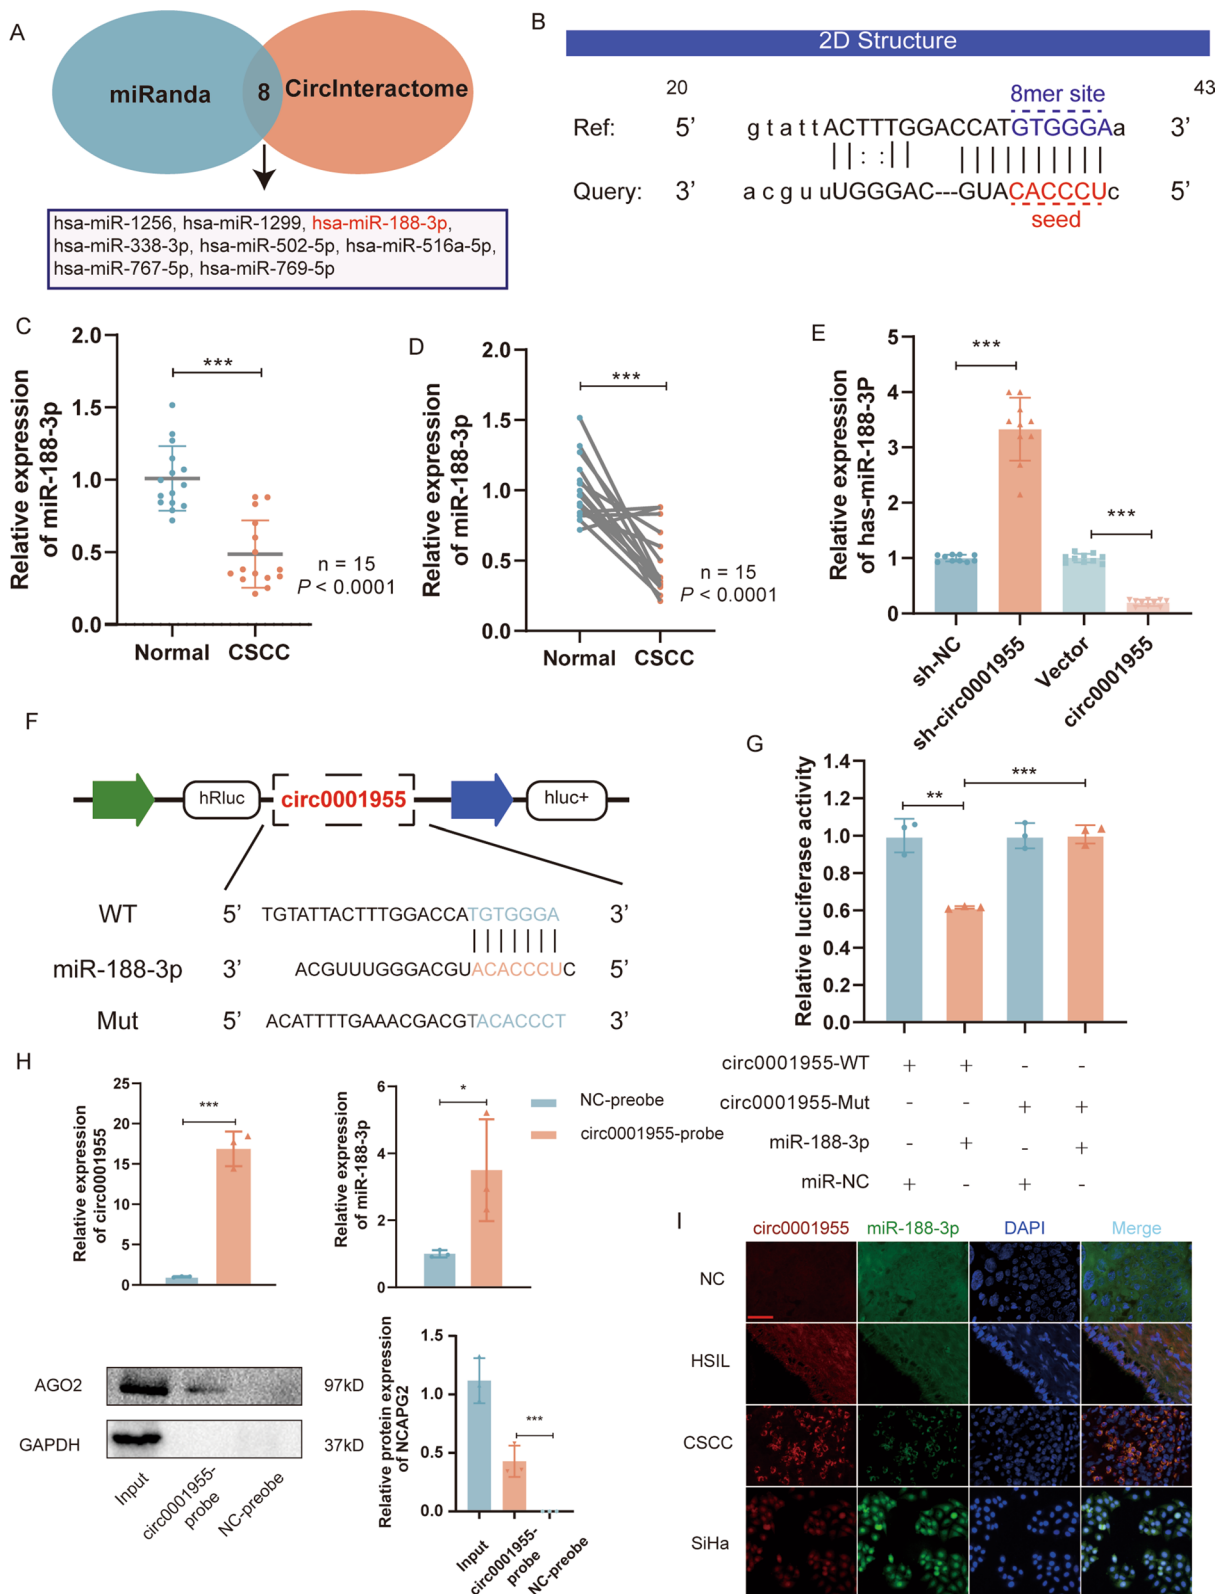 A
miRanda
8
CircInteractome
hsa-miR-1256, hsa-miR-1299, hsa-miR-188-3p,
hsa-miR-338-3p, hsa-miR-502-5p, hsa-miR-516a-5p,
hsa-miR-767-5p, hsa-miR-769-5p
B
2D Structure
20
43
8mer site
Ref: 5’ gtattACTTTGGACCATGTGGGAa 3’
Query: 3’ acguuUGGGAC---GUACACCCUc 5’
seed
C
Relative expression
of miR-188-3p
2.0
1.5
1.0
0.5
0.0
***
n = 15
P < 0.0001
Normal
CSCC
D
Relative expression
of miR-188-3p
2.0
1.5
1.0
0.5
0.0
***
n = 15
P < 0.0001
Normal
CSCC
E
Relative expression
of has-miR-188-3P
5
4
3
2
1
0
***
***
sh-NC
sh-circ0001955
Vector
circ0001955
F
hRluc
circ0001955
hluc+
WT 5’ TGTATTACTTTGGACCATGTGGGA 3’
miR-188-3p 3’ ACGUUUGGGACGUACACCCUC 5’
Mut 5’ ACATTTTGAAACGACGTACACCCT 3’
G
Relative luciferase activity
1.4
1.2
1.0
0.8
0.6
0.4
0.2
0.0
**
***
circ0001955-WT + + - -
circ0001955-Mut - - + +
miR-188-3p - + - +
miR-NC + - + -
H
Relative expression
of circ0001955
25
20
15
10
5
0
***
Relative expression
of miR-188-3p
6
4
2
0
*
NC-preobe
circ0001955-probe
AGO2
97kD
GAPDH
37kD
Input
circ0001955-
probe
NC-preobe
Relative protein expression
of NCAPG2
1.5
1.0
0.5
0.0
***
Input
circ0001955-
probe
NC-preobe
I
circ0001955
miR-188-3p
DAPI
Merge
NC
HSIL
CSCC
SiHa